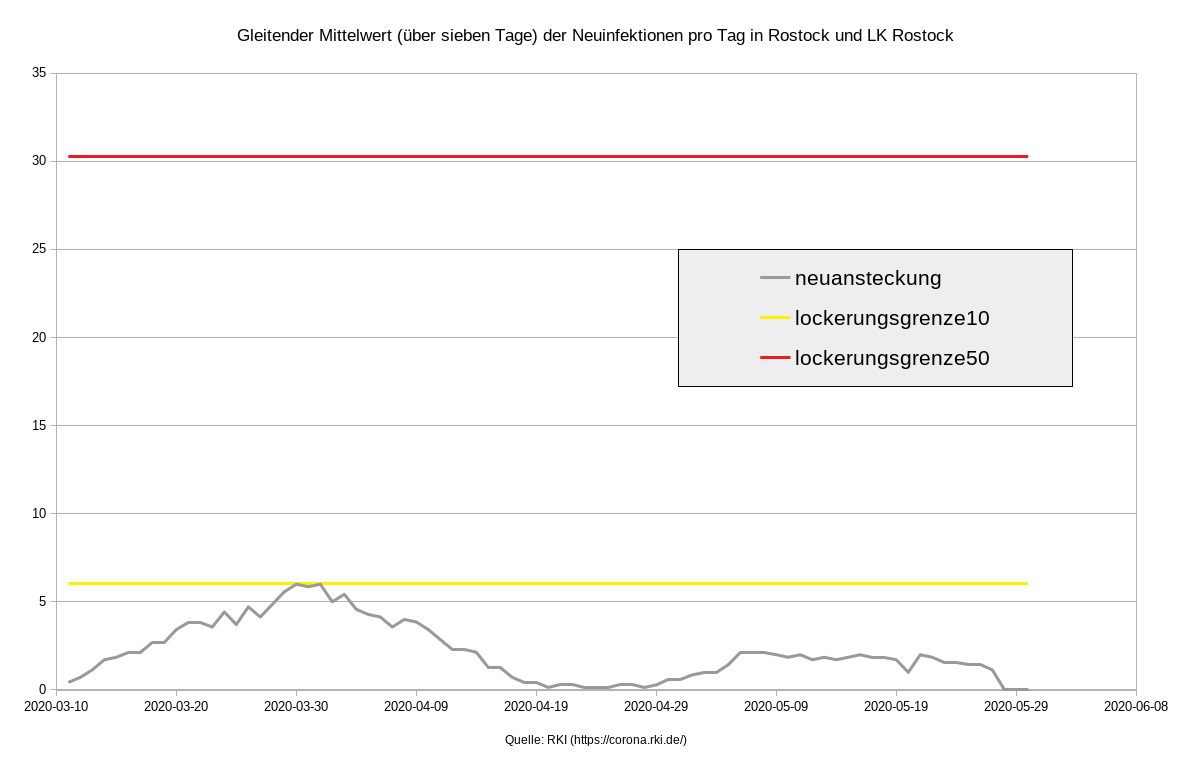 Gleitender Mittelwert (über sieben Tage) der Neuinfektionen pro Tag in Rostock und LK Rostock
35
30
25
20
15
10
5
0
neuansteckung
lockerungsgrenze10
lockerungsgrenze50
2020-03-10 2020-03-20 2020-03-30 2020-04-09 2020-04-19 2020-04-29 2020-05-09 2020-05-19 2020-05-29 2020-06-08
Quelle: RKI (https://corona.rki.de/)